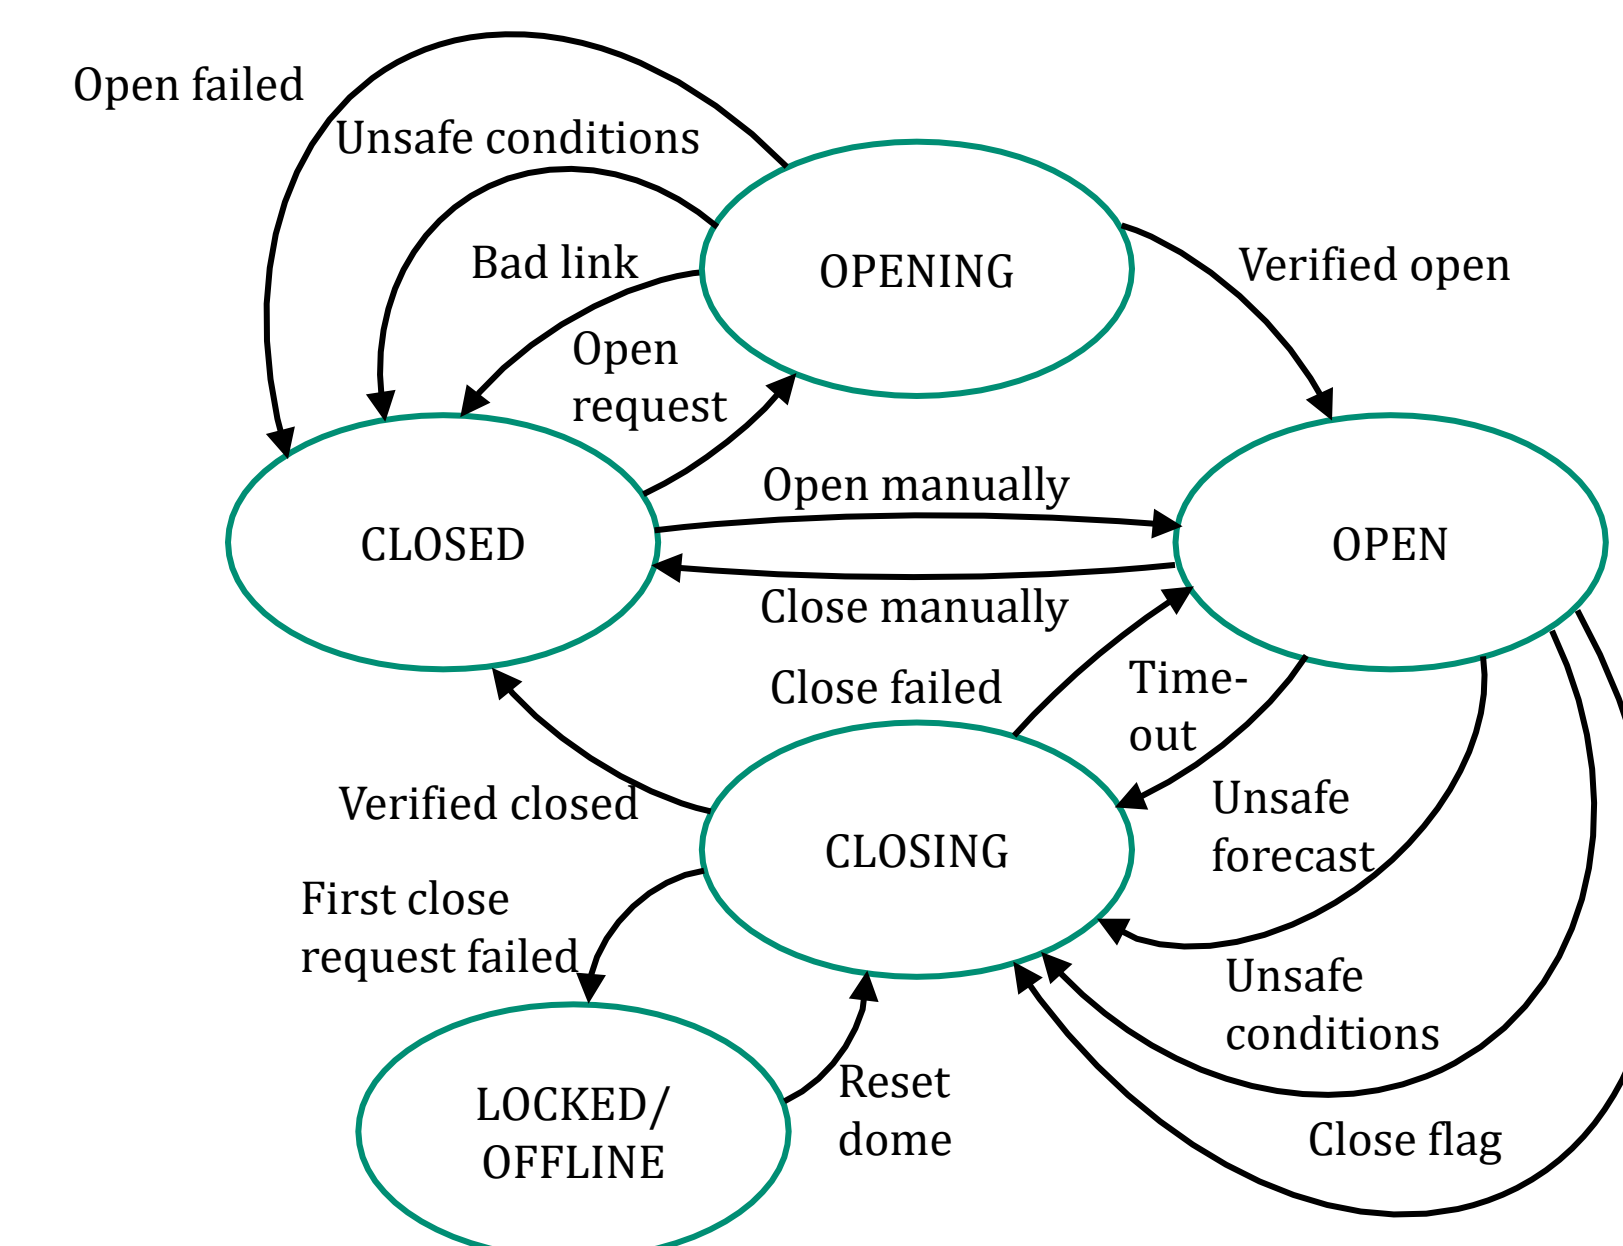 Open failed
Unsafe conditions
Bad link
OPENING
Verified open
Open
request
Open manually
CLOSED
OPEN
Close manually
Close failed
Time-
out
Verified closed
CLOSING
Unsafe
forecast
First close
request failed
Unsafe
conditions
Reset
dome
LOCKED/
OFFLINE
Close flag